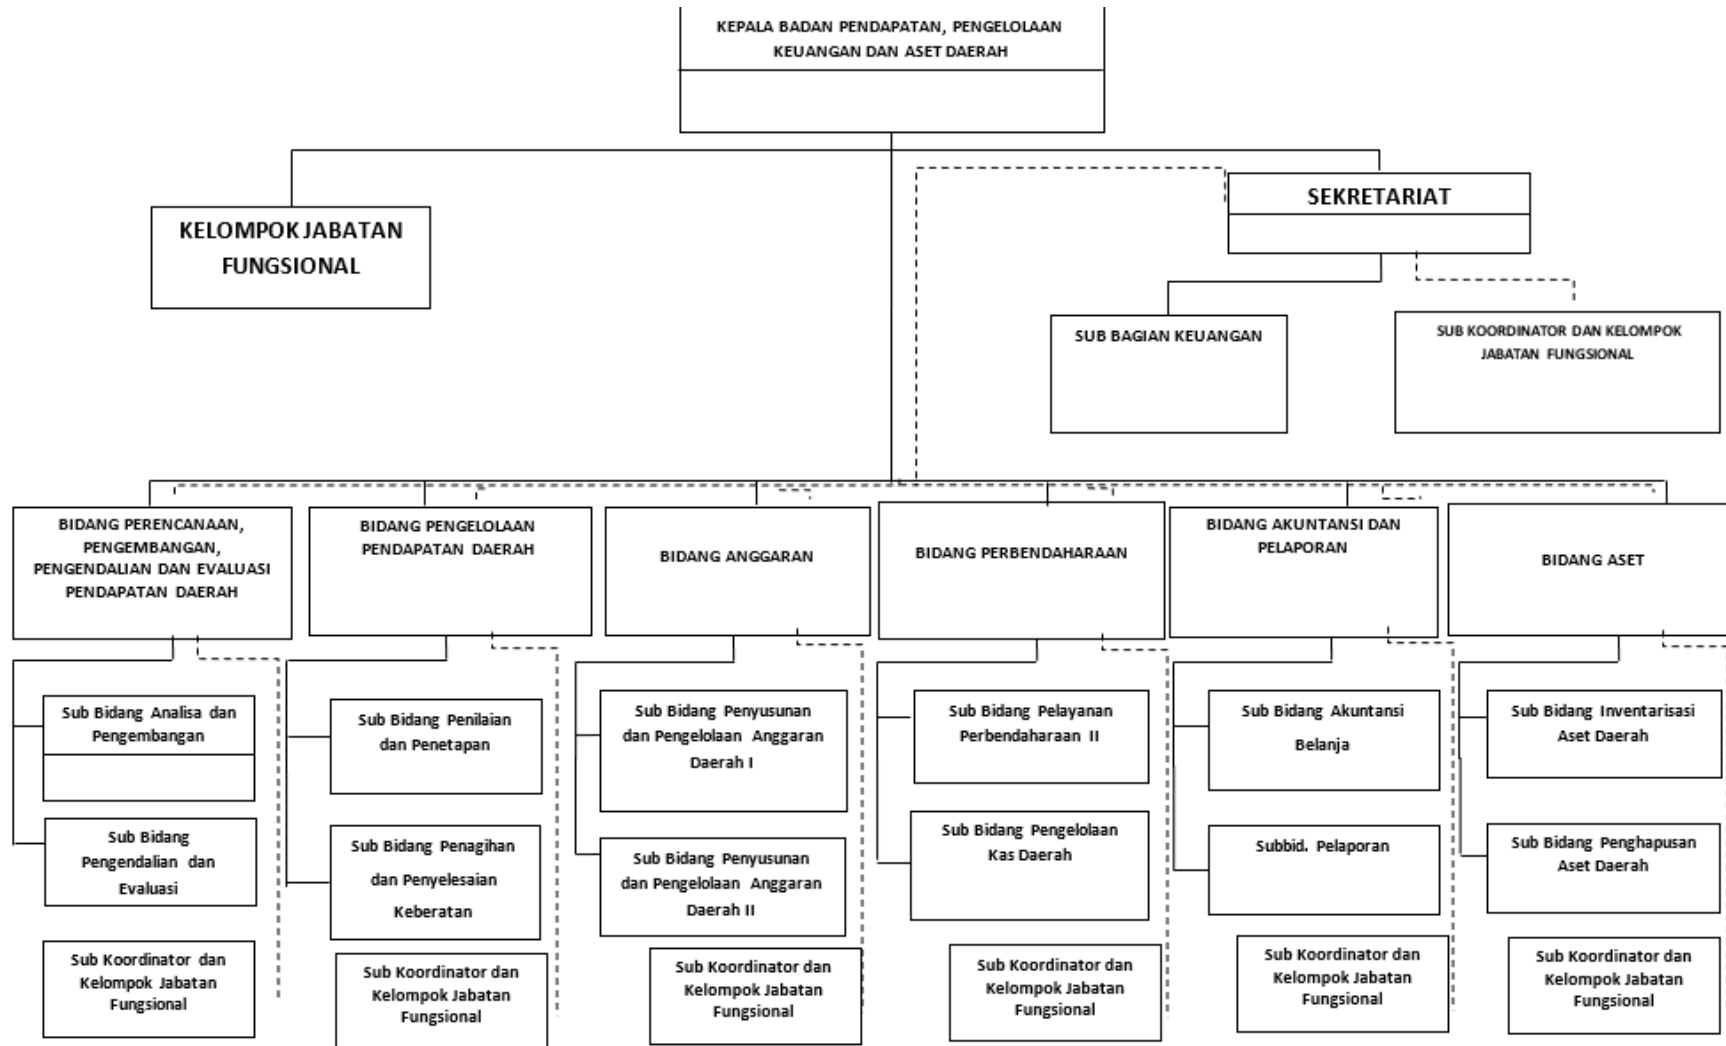 KEPALA BADAN PENDAPATAN, PENGELOLAAN
KEUANGAN DAN ASET DAERAH
KELOMPOK JABATAN
FUNGSIONAL
SEKRETARIAT
SUB BAGIAN KEUANGAN
SUB KOORDINATOR DAN KELOMPOK
JABATAN FUNGSIONAL
BIDANG PERENCANAAN,
PENGEMBANGAN,
PENGENDALIAN DAN EVALUASI
PENDAPATAN DAERAH
BIDANG PENGELOLAAN
PENDAPATAN DAERAH
BIDANG ANGGARAN
BIDANG PERBENDAHARAAN
BIDANG AKUNTANSI DAN
PELAPORAN
BIDANG ASET
Sub Bidang Analisa dan
Pengembangan
Sub Bidang Penilaian
dan Penetapan
Sub Bidang Penyusunan
dan Pengelolaan Anggaran
Daerah I
Sub Bidang Pelayanan
Perbendaharaan II
Sub Bidang Akuntansi
Belanja
Sub Bidang Inventarisasi
Aset Daerah
Sub Bidang
Pengendalian dan
Evaluasi
Sub Bidang Penagihan
dan Penyelesaian
Keberatan
Sub Bidang Penyusunan
dan Pengelolaan Anggaran
Daerah II
Sub Bidang Pengelolaan
Kas Daerah
Subbid. Pelaporan
Sub Bidang Penghapusan
Aset Daerah
Sub Koordinator dan
Kelompok Jabatan
Fungsional
Sub Koordinator dan
Kelompok Jabatan
Fungsional
Sub Koordinator dan
Kelompok Jabatan
Fungsional
Sub Koordinator dan
Kelompok Jabatan
Fungsional
Sub Koordinator dan
Kelompok Jabatan
Fungsional
Sub Koordinator dan
Kelompok Jabatan
Fungsional